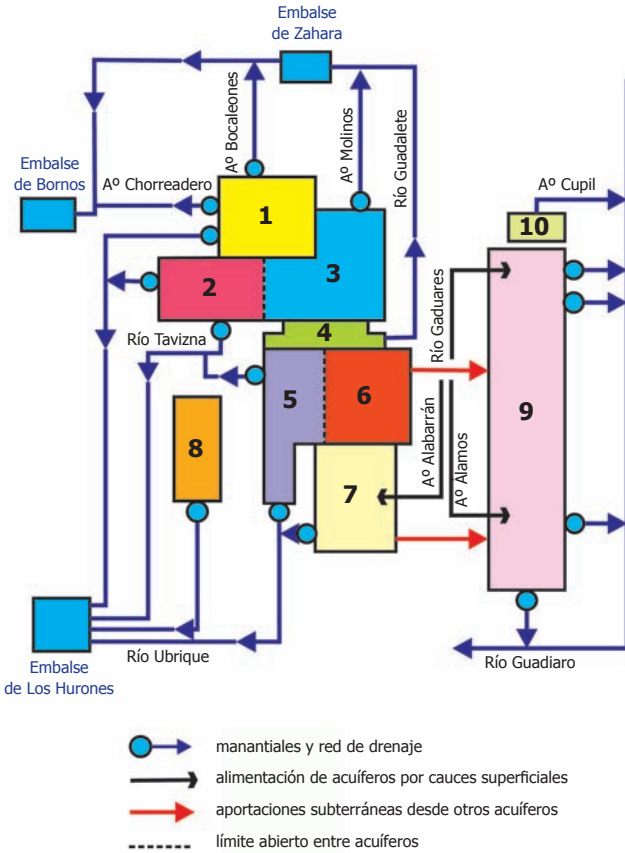 Embalse
de Zahara
Aº Bocaleones
Aº Molinos
Río Guadalete
Embalse
de Bornos
Aº Chorreadero
Aº Cupil
1
10
3
2
Río Gaduares
Río Tavizna
4
5
6
9
8
Aº Alabarrán
Aº Álamos
7
Embalse
de Los Hurones
Río Ubrique
Río Guadiaro
manantiales y red de drenaje
alimentación de acuíferos por cauces superficiales
aportaciones subterráneas desde otros acuíferos
límite abierto entre acuíferos